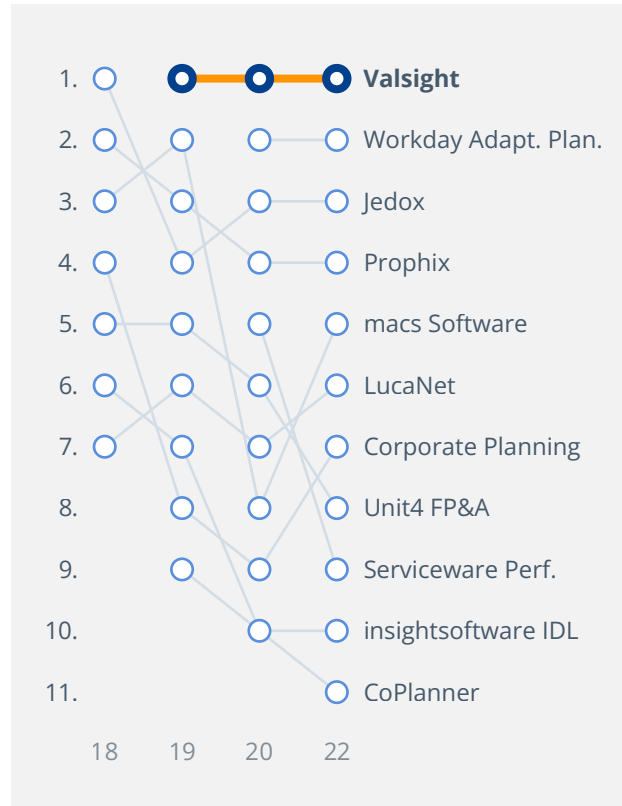 1. Valsight
2. Workday Adapt. Plan.
3. Jedox
4. Prophix
5. macs Software
6. LucaNet
7. Corporate Planning
8. Unit4 FP&A
9. Serviceware Perf.
10. insightsoftware IDL
11. CoPlanner
18 19 20 22